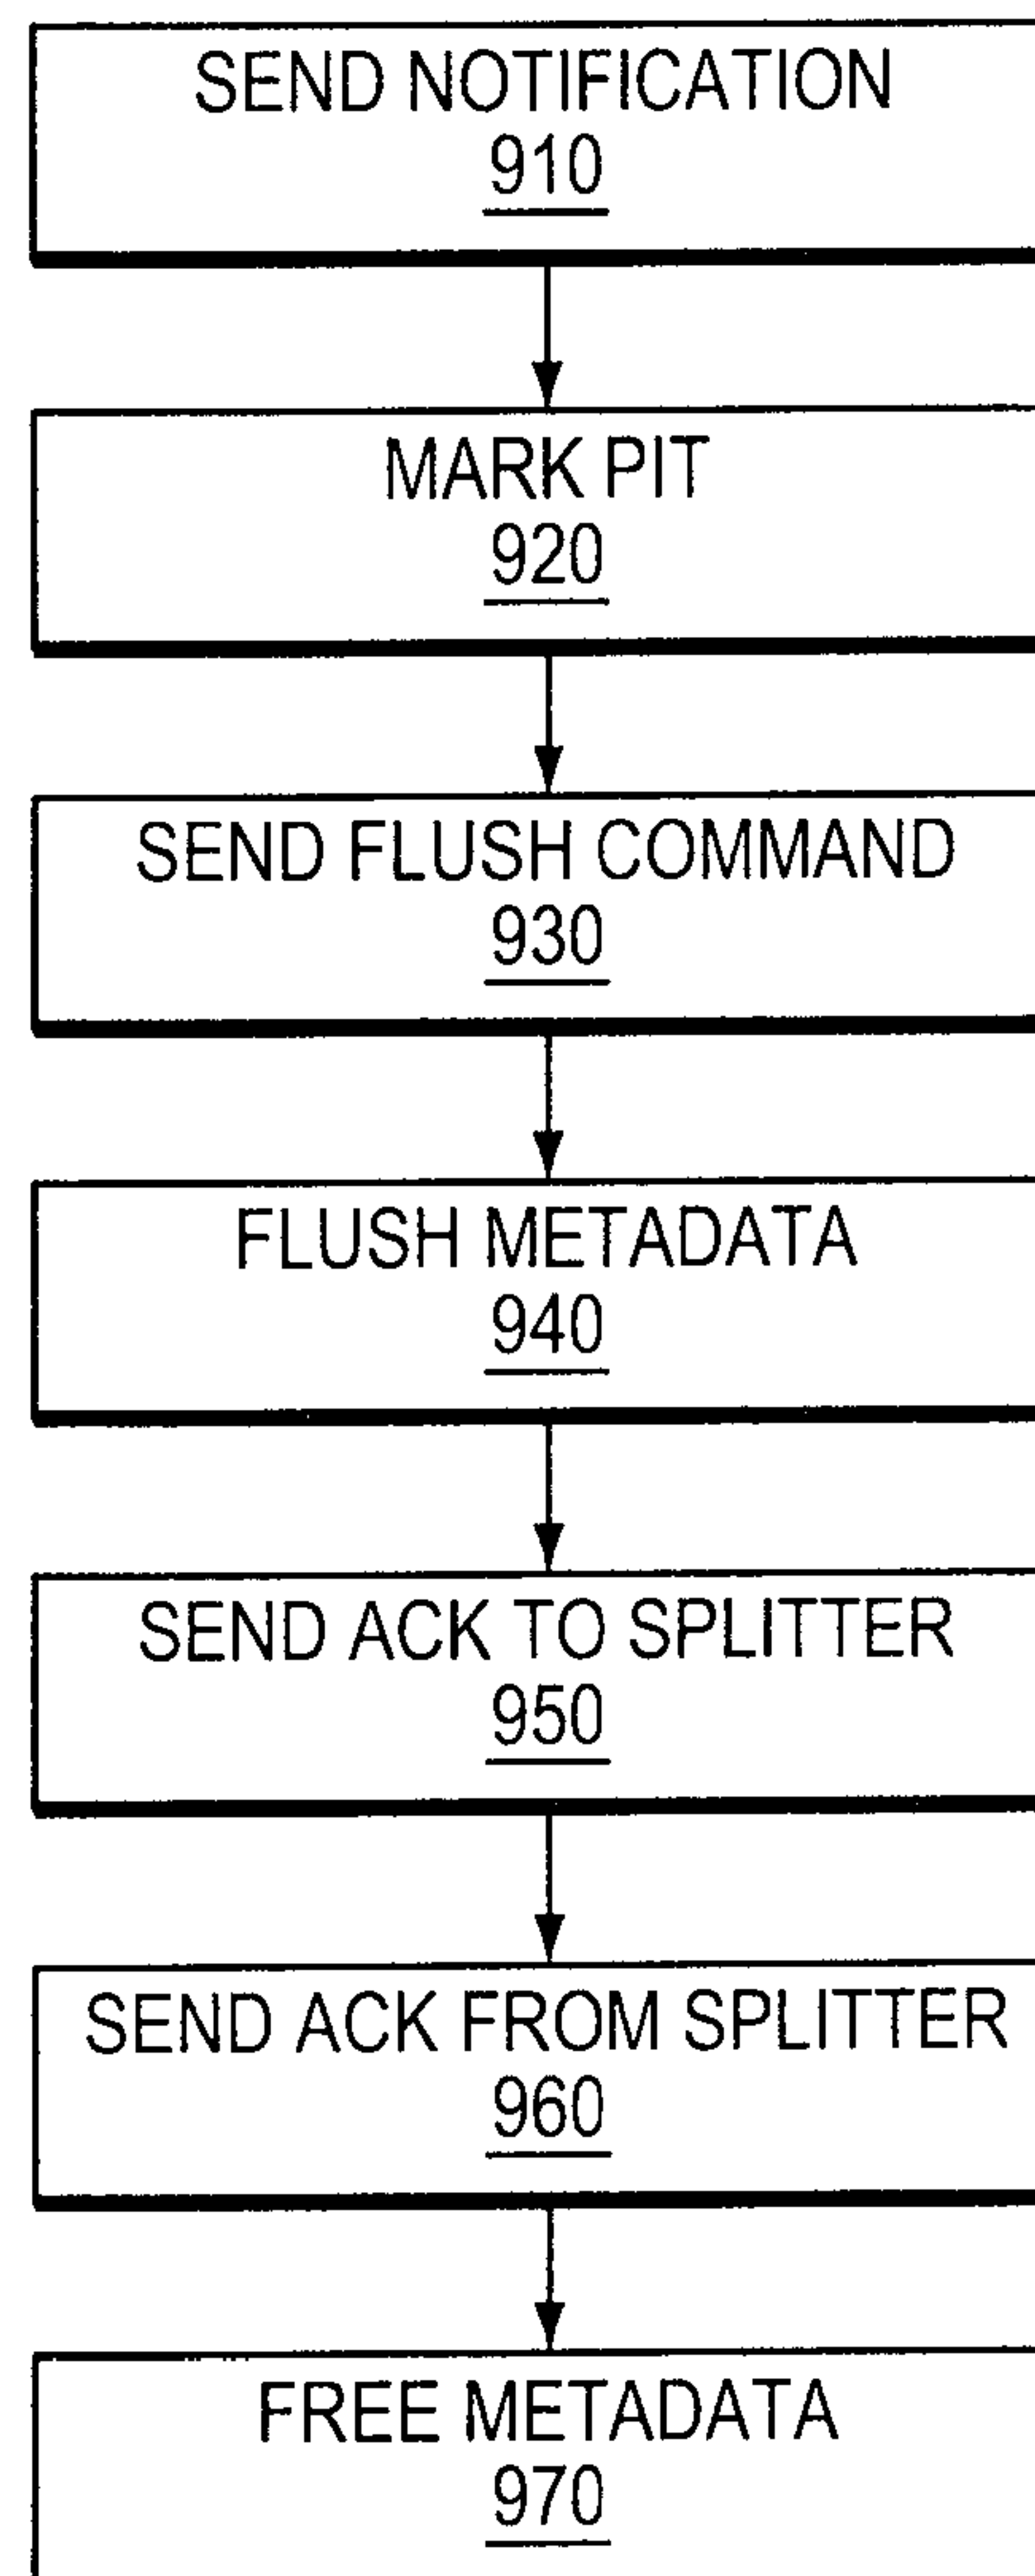 SEND NOTIFICATION
910
MARK PIT
920
SEND FLUSH COMMAND
930
FLUSH METADATA
940
SEND ACK TO SPLITTER
950
SEND ACK FROM SPLITTER
960
FREE METADATA
970